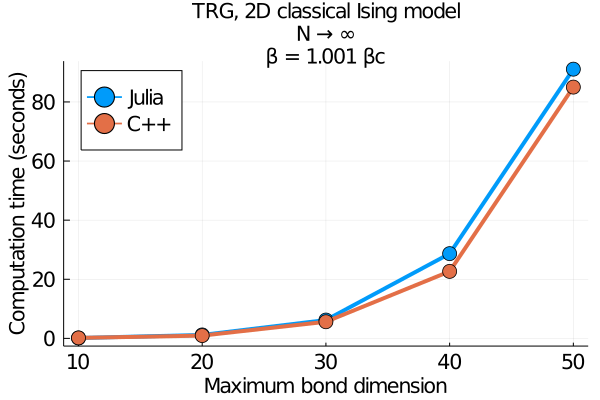 TRG, 2D classical Ising model
N → ∞
β = 1.001 βc
Julia
C++
Computation time (seconds)
80
60
40
20
0
10 20 30 40 50
Maximum bond dimension